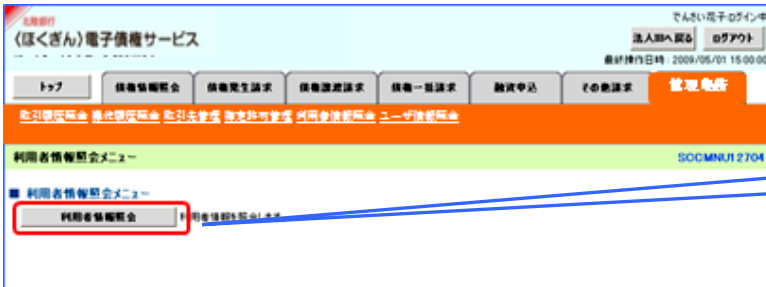 北陸銀行
でんさい花子:ログイン中
〈ほくぎん〉電子債権サービス
法人IBへ戻る ログアウト
最終操作日時：2009/05/01 15:00:00
トップ 債権情報照会 債権発生請求 債権譲渡請求 債権一括請求 融資申込 その他請求 管理業務
取引履歴照会 操作履歴照会 取引先管理 指定許可管理 利用者情報照会 ユーザ情報照会
利用者情報照会メニュー SCCMNU12704
■ 利用者情報照会メニュー
利用者情報照会 利用者情報を照会します。